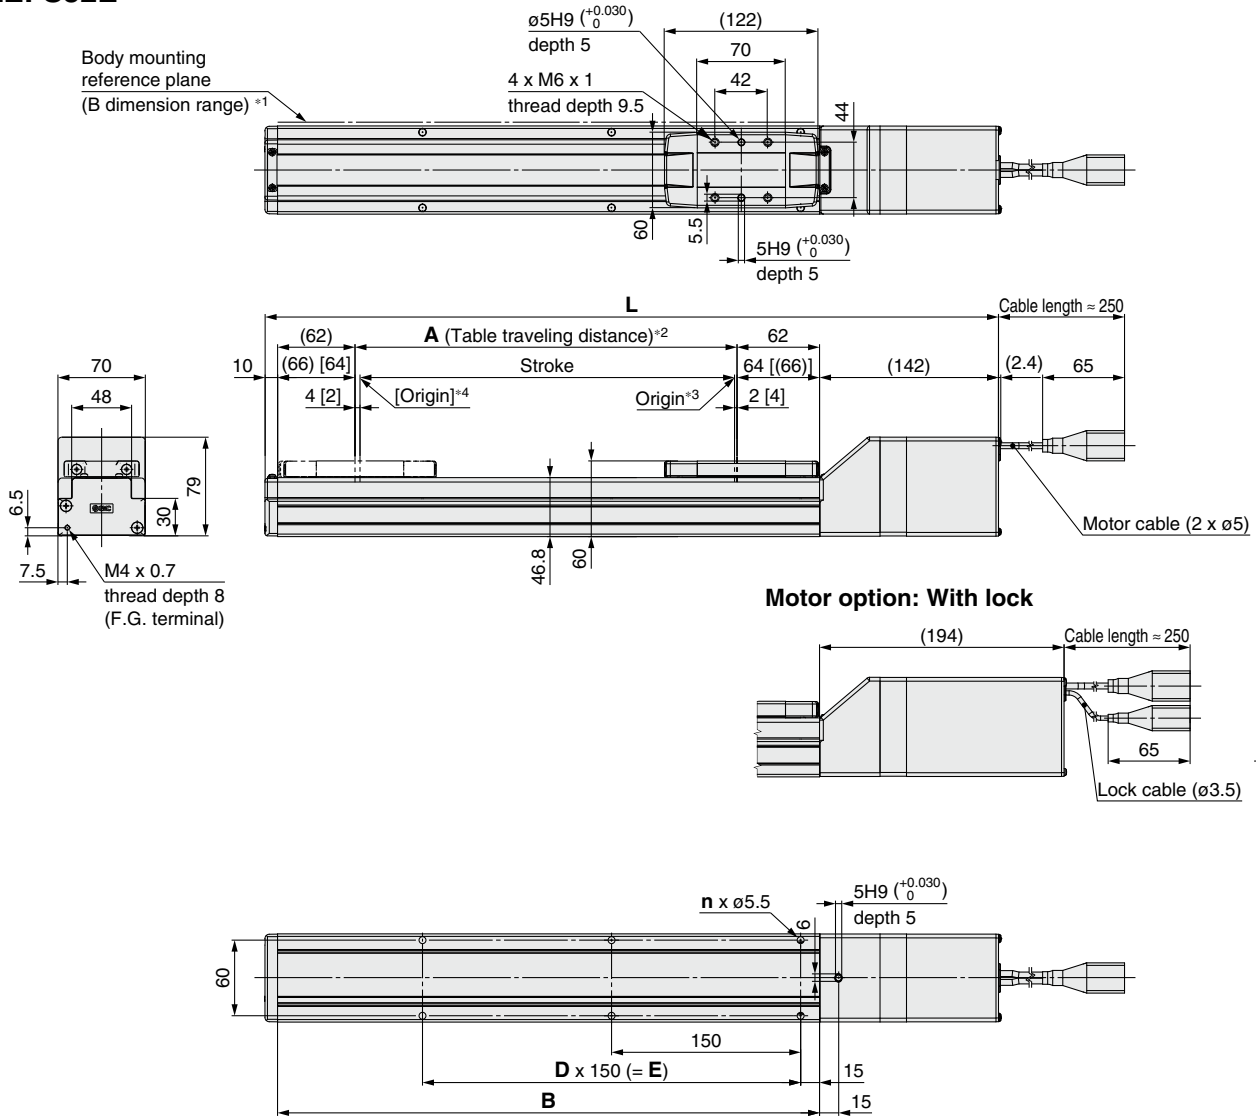 ø5H9 (+0.030 0)
depth 5
(122)
70
42
Body mounting
reference plane
(B dimension range) *1
4 x M6 x 1
thread depth 9.5
44
60
5.5
5H9 (+0.030 0)
depth 5
L
Cable length ≈ 250
(62)
A (Table traveling distance)*2
62
10
(66) [64]
Stroke
64 [(66)]
(142)
(2.4)
65
4 [2]
[Origin]*4
Origin*3
2 [4]
70
48
79
30
6.5
7.5
M4 x 0.7
thread depth 8
(F.G. terminal)
SMC
46.8
60
Motor cable (2 x ø5)
Motor option: With lock
(194)
Cable length ≈ 250
65
Lock cable (ø3.5)
n x ø5.5
6
5H9 (+0.030 0)
depth 5
60
150
D x 150 (= E)
15
B
15